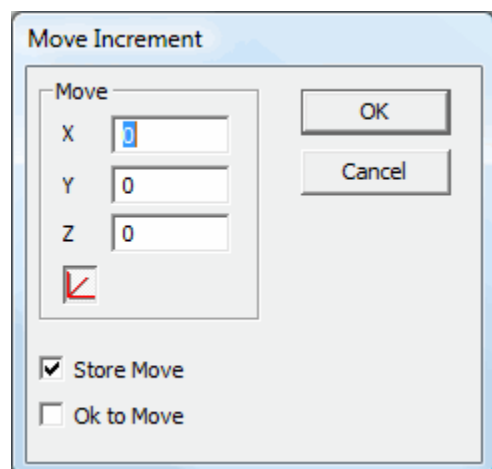 Move Increment
Move
X 0
Y 0
Z 0
OK
Cancel
Store Move
Ok to Move